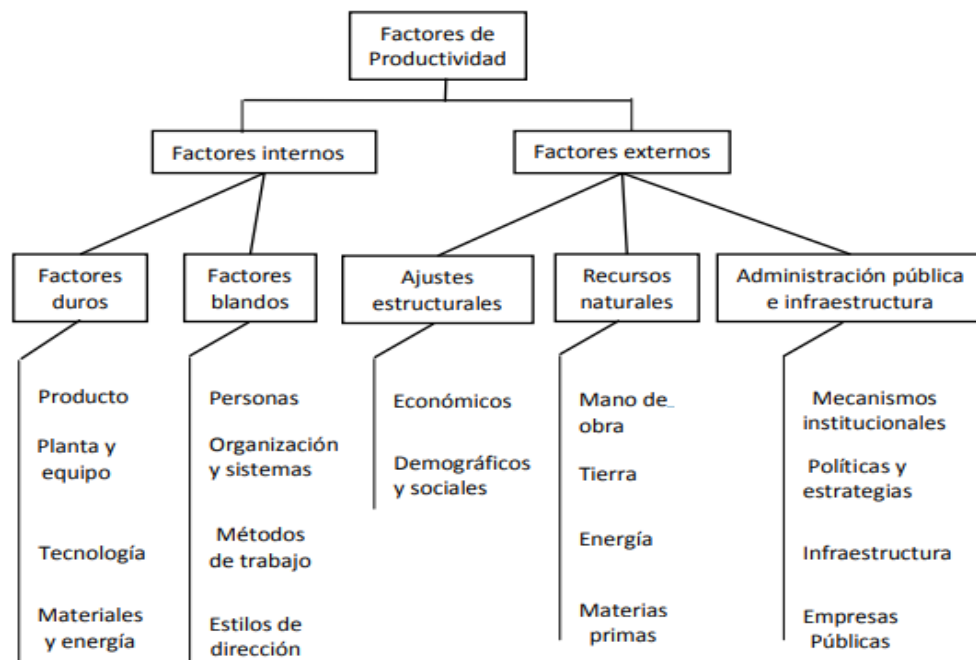 Factores de
Productividad
Factores internos
Factores externos
Factores
duros
Factores
blandos
Ajustes
estructurales
Recursos
naturales
Administración pública
e infraestructura
Producto
Planta y
equipo
Tecnología
Materiales
y energía
Personas
Organización
y sistemas
Métodos
de trabajo
Estilos de
dirección
Económicos
Demográficos
y sociales
Mano de
obra
Tierra
Energía
Materias
primas
Mecanismos
institucionales
Políticas y
estrategias
Infraestructura
Empresas
Públicas